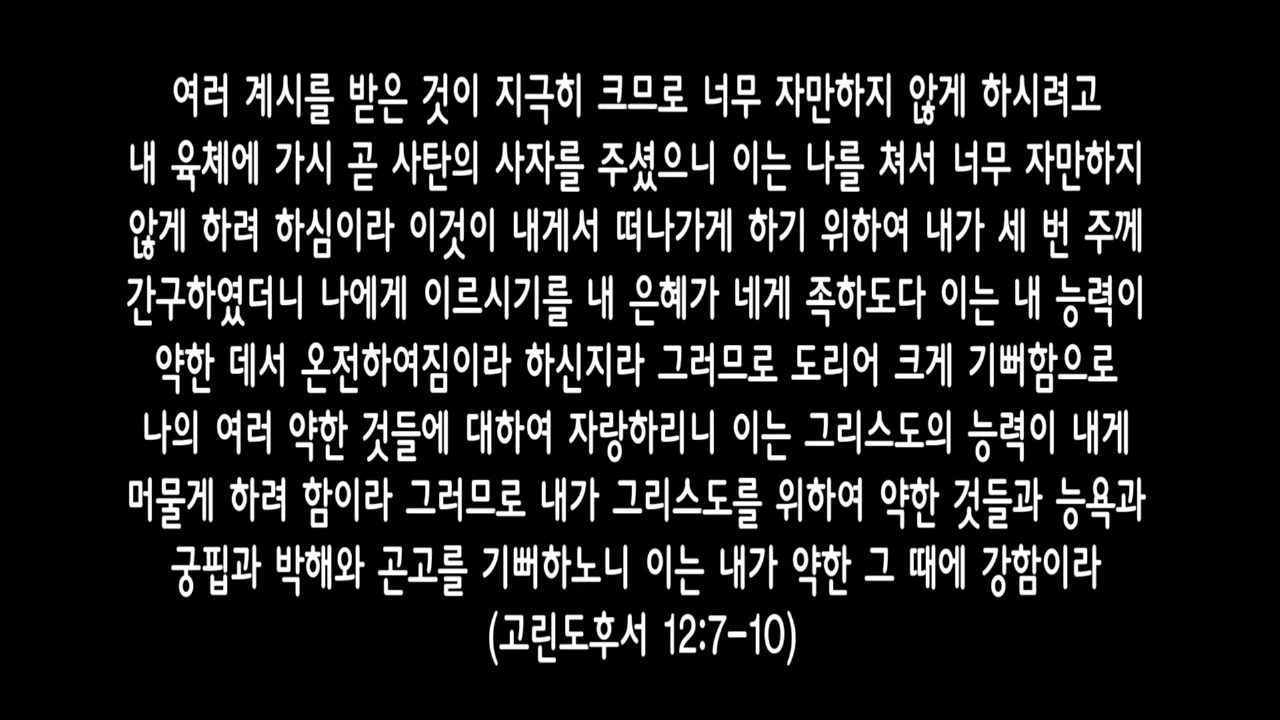 여러 계시를 받은 것이 지극히 크므로 너무 자만하지 않게 하시려고
내 육체에 가시 곧 사탄의 사자를 주셨으니 이는 나를 쳐서 너무 자만하지
않게 하려 하심이라 이것이 내게서 떠나가게 하기 위하여 내가 세 번 주께
간구하였더니 나에게 이르시기를 내 은혜가 네게 족하도다 이는 내 능력이
약한 데서 온전하여짐이라 하신지라 그러므로 도리어 크게 기뻐함으로
나의 여러 약한 것들에 대하여 자랑하리니 이는 그리스도의 능력이 내게
머물게 하려 함이라 그러므로 내가 그리스도를 위하여 약한 것들과 능욕과
궁핍과 박해와 곤고를 기뻐하노니 이는 내가 약한 그 때에 강함이라
(고린도후서 12:7-10)